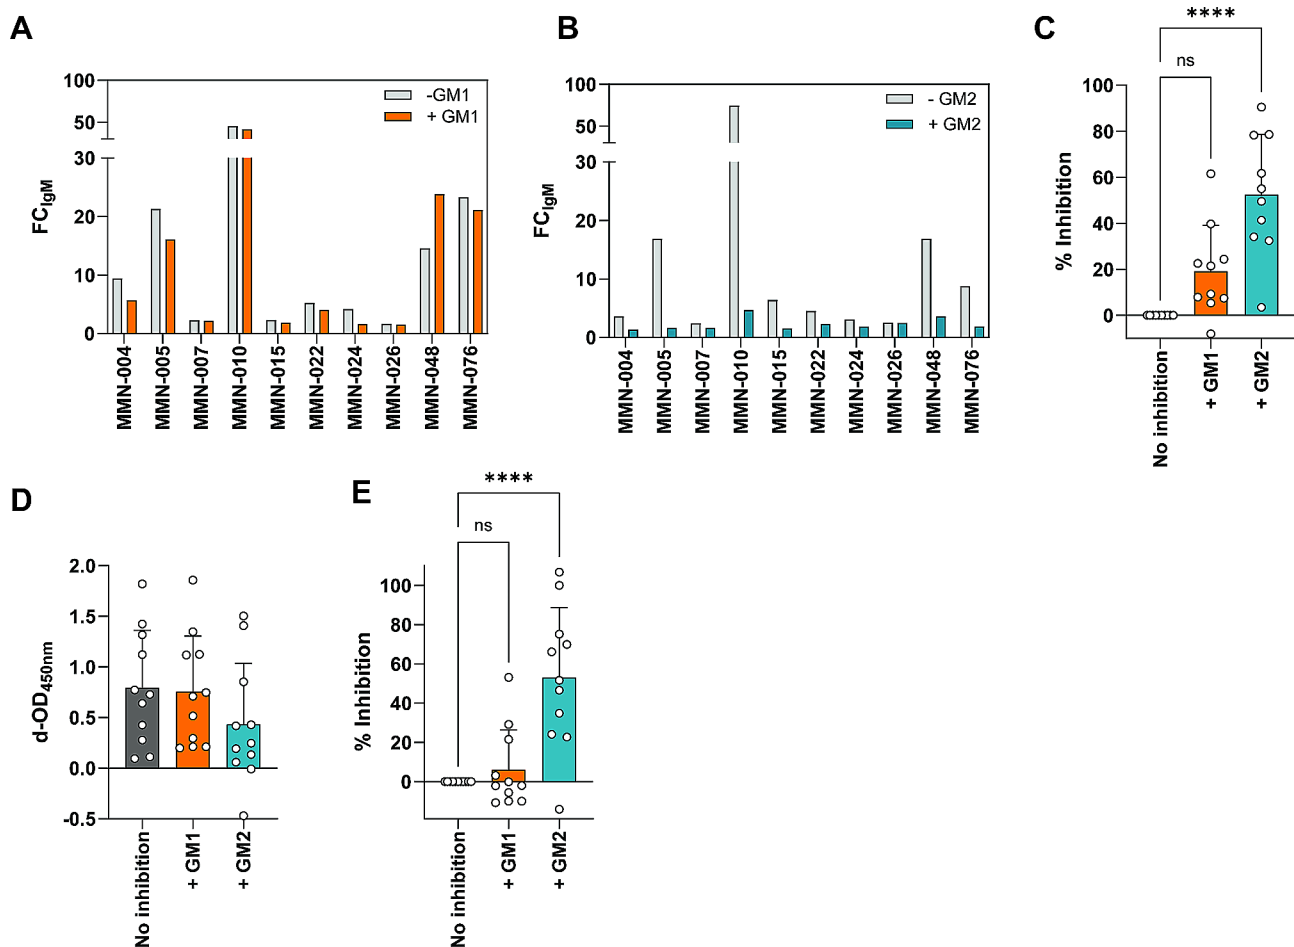 A
100
50
30
20
10
0
FCIgM
-GM1
+ GM1
MMN-004
MMN-005
MMN-007
MMN-010
MMN-015
MMN-022
MMN-024
MMN-026
MMN-048
MMN-076
B
100
50
30
20
10
0
FCIgM
- GM2
+ GM2
MMN-004
MMN-005
MMN-007
MMN-010
MMN-015
MMN-022
MMN-024
MMN-026
MMN-048
MMN-076
C
****
ns
100
80
60
40
20
0
% Inhibition
No inhibition
+ GM1
+ GM2
D
2.0
1.5
1.0
0.5
0.0
-0.5
d-OD450nm
No inhibition
+ GM1
+ GM2
E
****
ns
100
80
60
40
20
0
% Inhibition
No inhibition
+ GM1
+ GM2